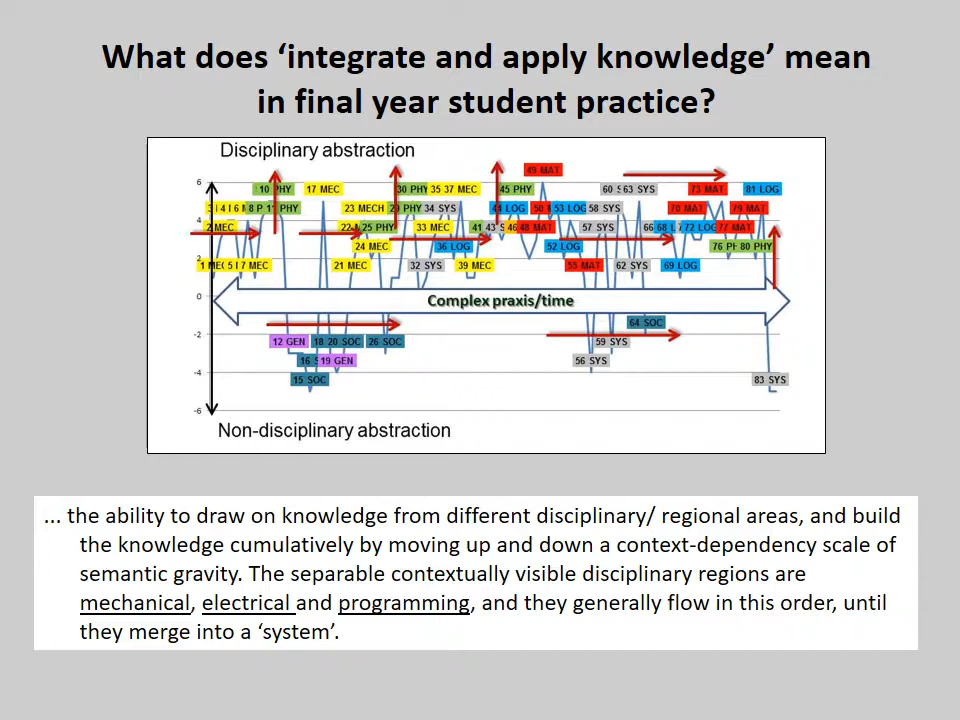 What does ‘integrate and apply knowledge’ mean
in final year student practice?
Disciplinary abstraction
49 MAT
6
10 PHY 17 MEC 30 PHY 35 37 MEC 45 PHY 60 S 63 SYS 73 MAT 81 LOG
8 P 11 PHY 23 MECH 29 PHY 34 SYS LOG 50 53 LOG 58 SYS 70 MAT 79 MAT
4
2 MEC 25 PHY 33 MEC 41 43 46 48 MAT 57 SYS 66 68 72 LOG 77 MAT
24 MEC 36 LOG 52 LOG 76 PH 80 PHY
2
1 MEC 5 7 MEC 21 MEC 32 SYS 39 MEC 55 MAT 62 SYS 69 LOG
0
Complex praxis/time
64 SOC
-2
12 GEN 18 20 SOC 26 SOC 59 SYS
16 19 GEN 56 SYS
-4
15 SOC 83 SYS
-6
Non-disciplinary abstraction
... the ability to draw on knowledge from different disciplinary/ regional areas, and build
the knowledge cumulatively by moving up and down a context-dependency scale of
semantic gravity. The separable contextually visible disciplinary regions are
mechanical, electrical and programming, and they generally flow in this order, until
they merge into a ‘system’.